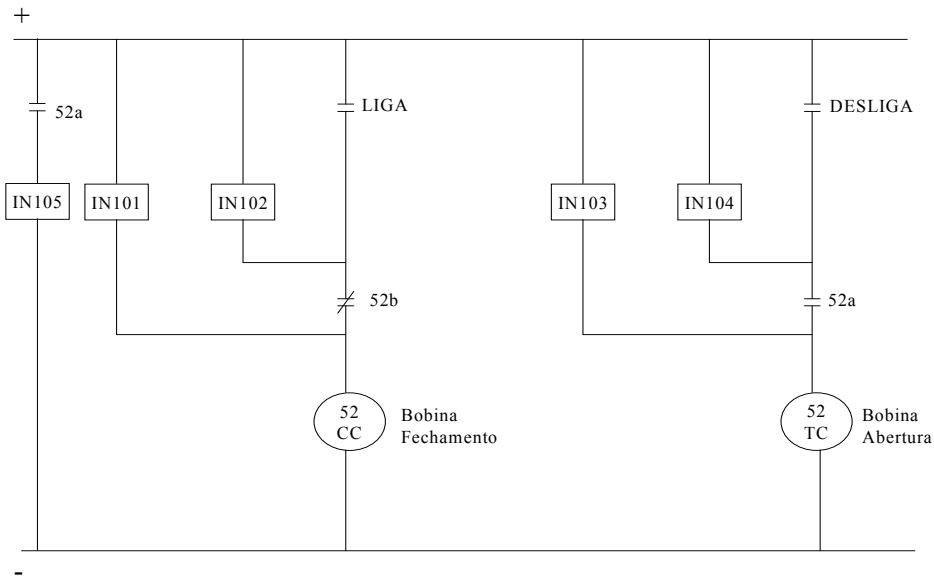 +
52a
LIGA
DESLIGA
IN105
IN101
IN102
IN103
IN104
52b
52a
52
CC
Bobina
Fechamento
52
TC
Bobina
Abertura
-